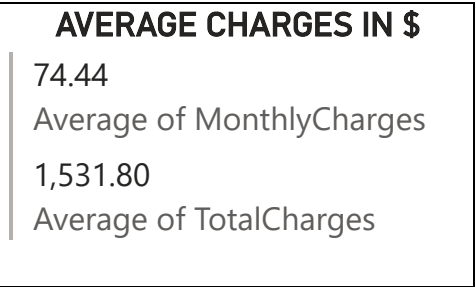 AVERAGE CHARGES IN $
74.44
Average of MonthlyCharges
1,531.80
Average of TotalCharges